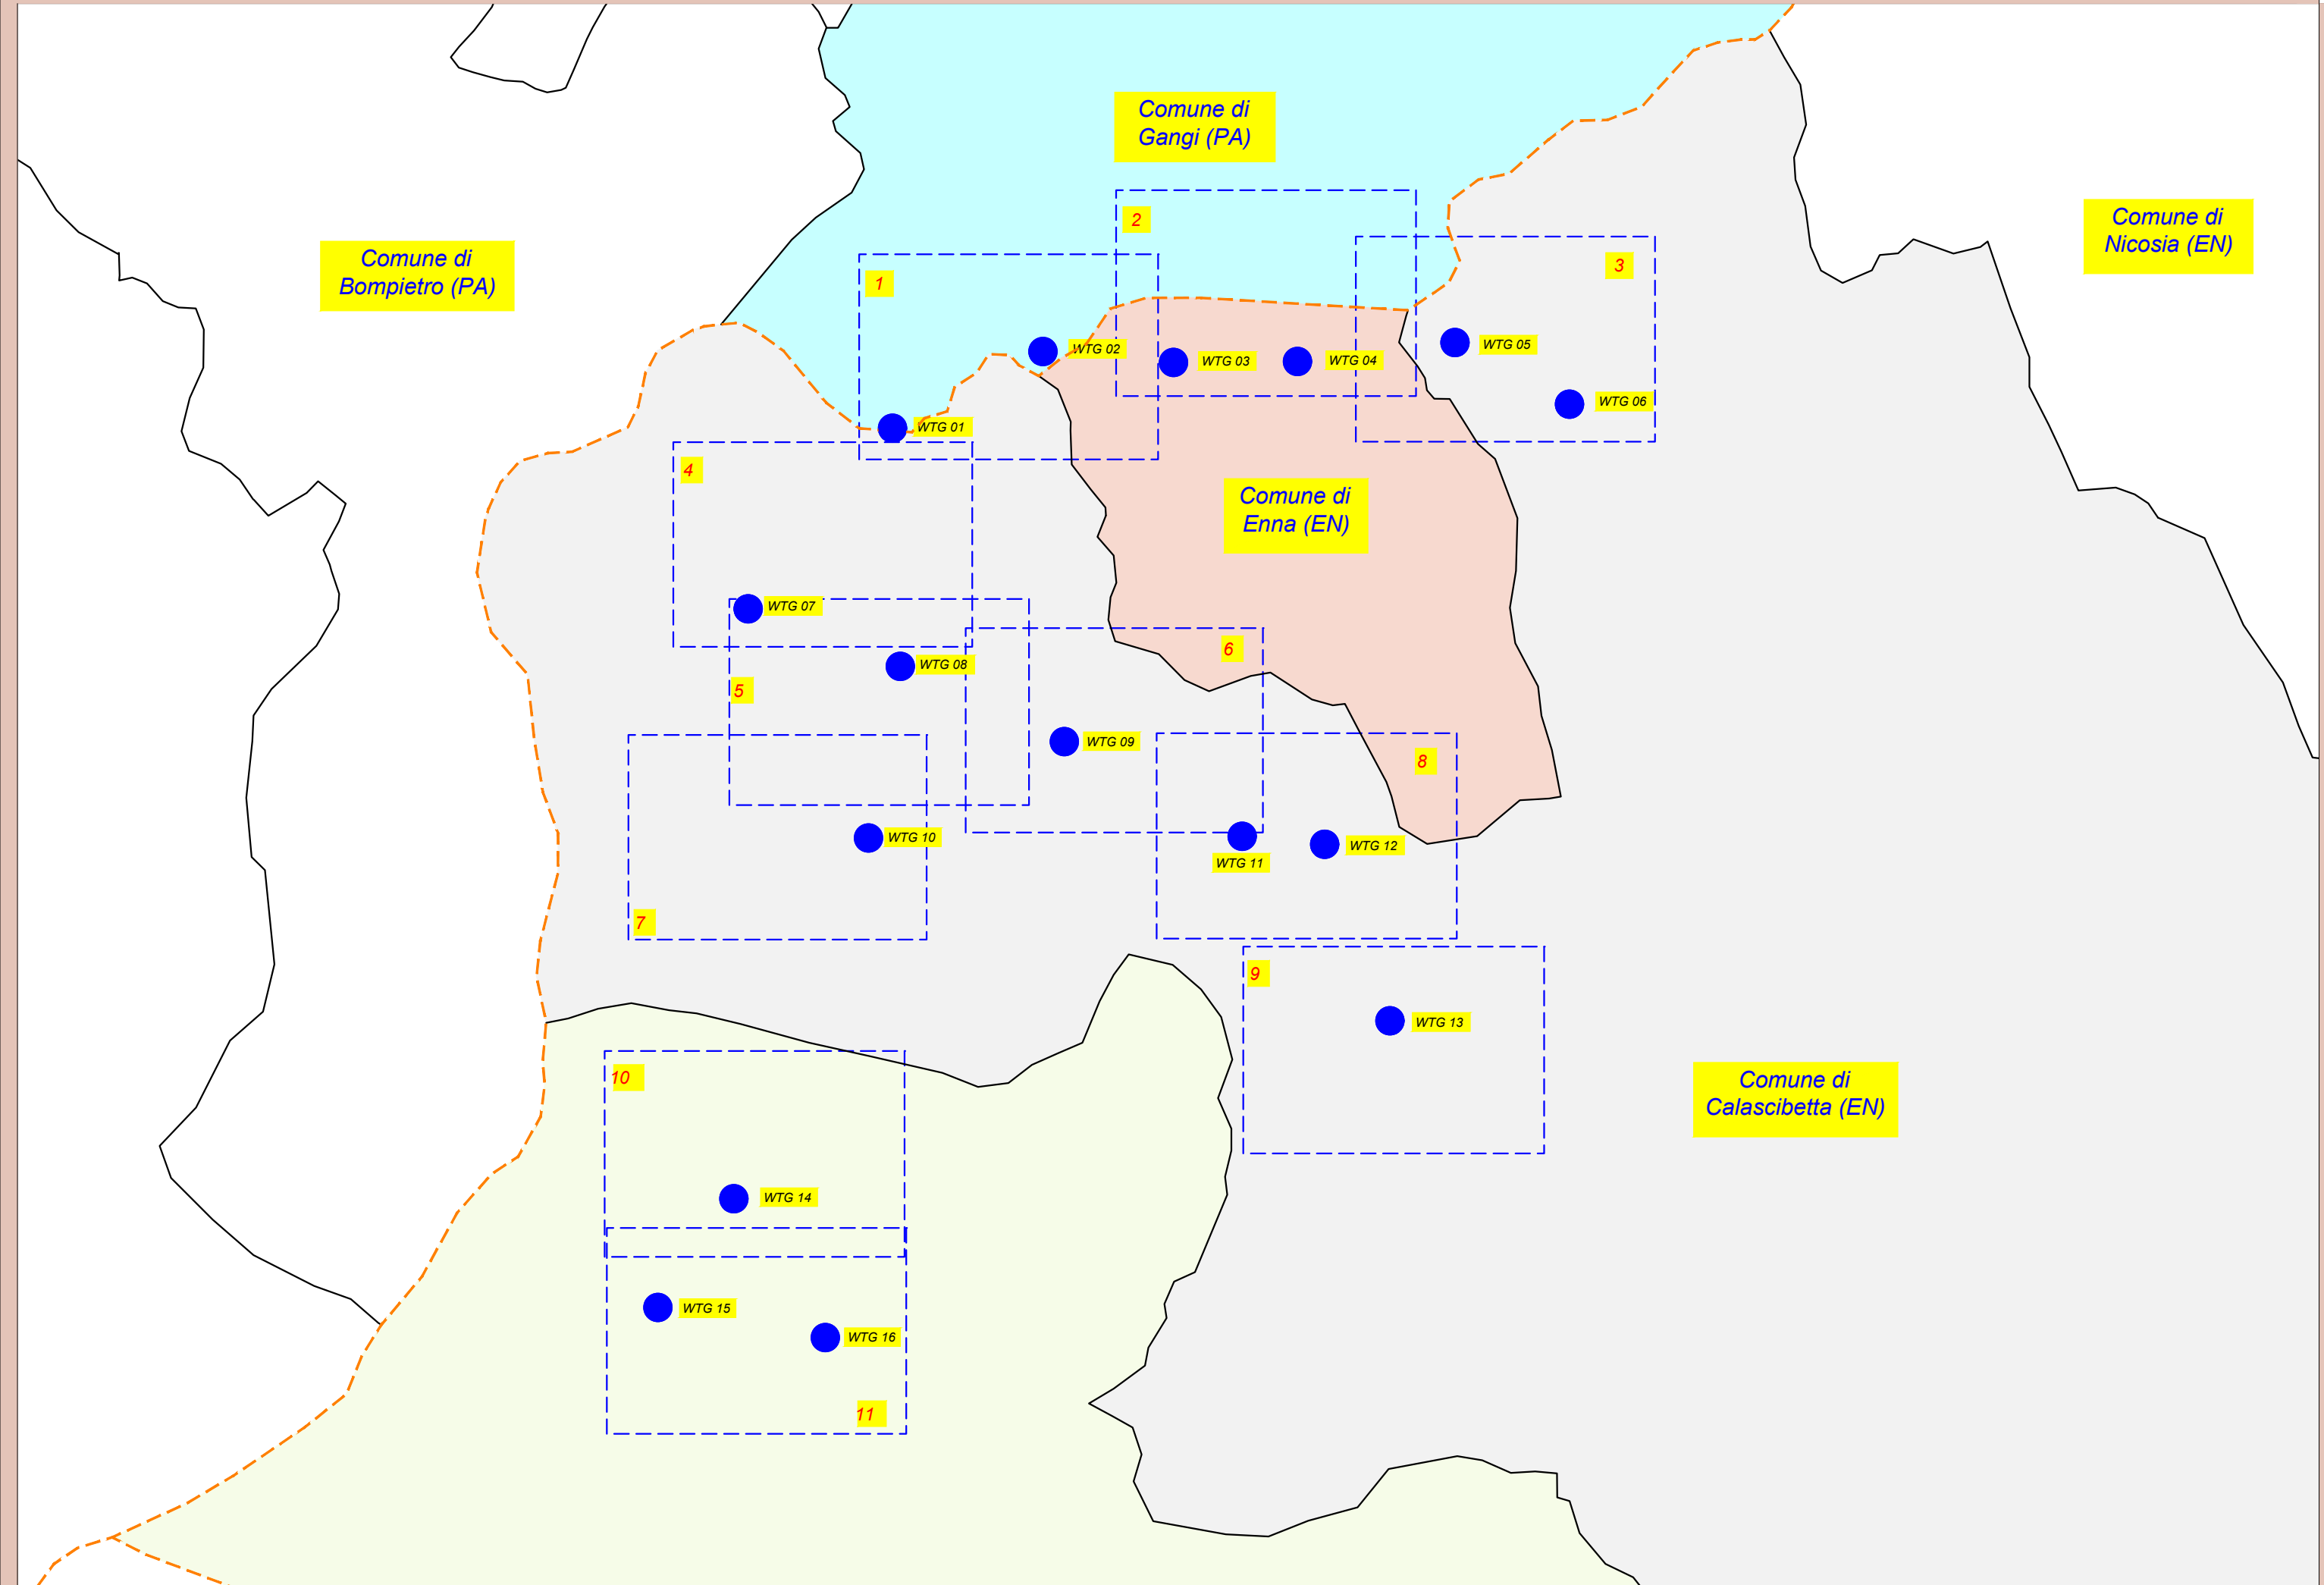 Comune di
Gangi (PA)
Comune di
Nicosia (EN)
Comune di
Bompietro (PA)
2
3
1
WTG 02
WTG 03
WTG 04
WTG 05
WTG 06
WTG 01
4
Comune di
Enna (EN)
WTG 07
6
WTG 08
5
WTG 09
8
WTG 10
WTG 11
WTG 12
7
9
WTG 13
10
Comune di
Calascibetta (EN)
WTG 14
WTG 15
WTG 16
11